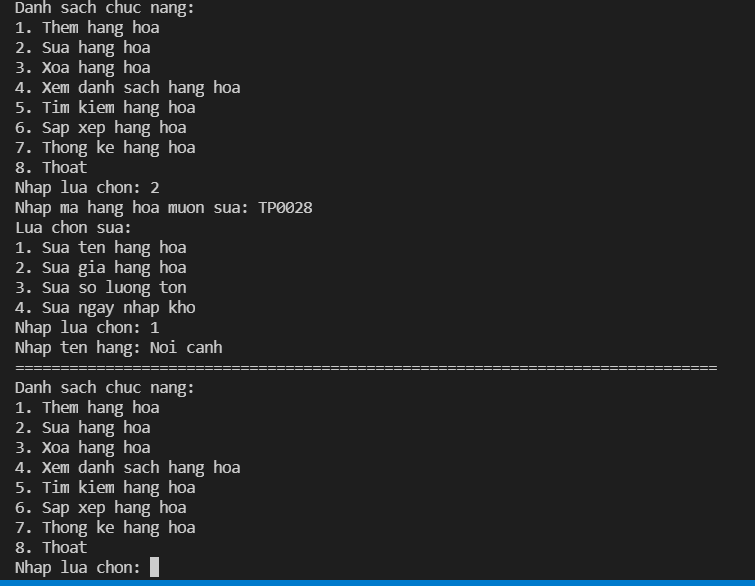 Danh sach chuc nang:
1. Them hang hoa
2. Sua hang hoa
3. Xoa hang hoa
4. Xem danh sach hang hoa
5. Tim kiem hang hoa
6. Sap xep hang hoa
7. Thong ke hang hoa
8. Thoat
Nhap lua chon: 2
Nhap ma hang hoa muon sua: TP0028
Lua chon sua:
1. Sua ten hang hoa
2. Sua gia hang hoa
3. Sua so luong ton
4. Sua ngay nhap kho
Nhap lua chon: 1
Nhap ten hang: Noi canh
==============================================================================
Danh sach chuc nang:
1. Them hang hoa
2. Sua hang hoa
3. Xoa hang hoa
4. Xem danh sach hang hoa
5. Tim kiem hang hoa
6. Sap xep hang hoa
7. Thong ke hang hoa
8. Thoat
Nhap lua chon: